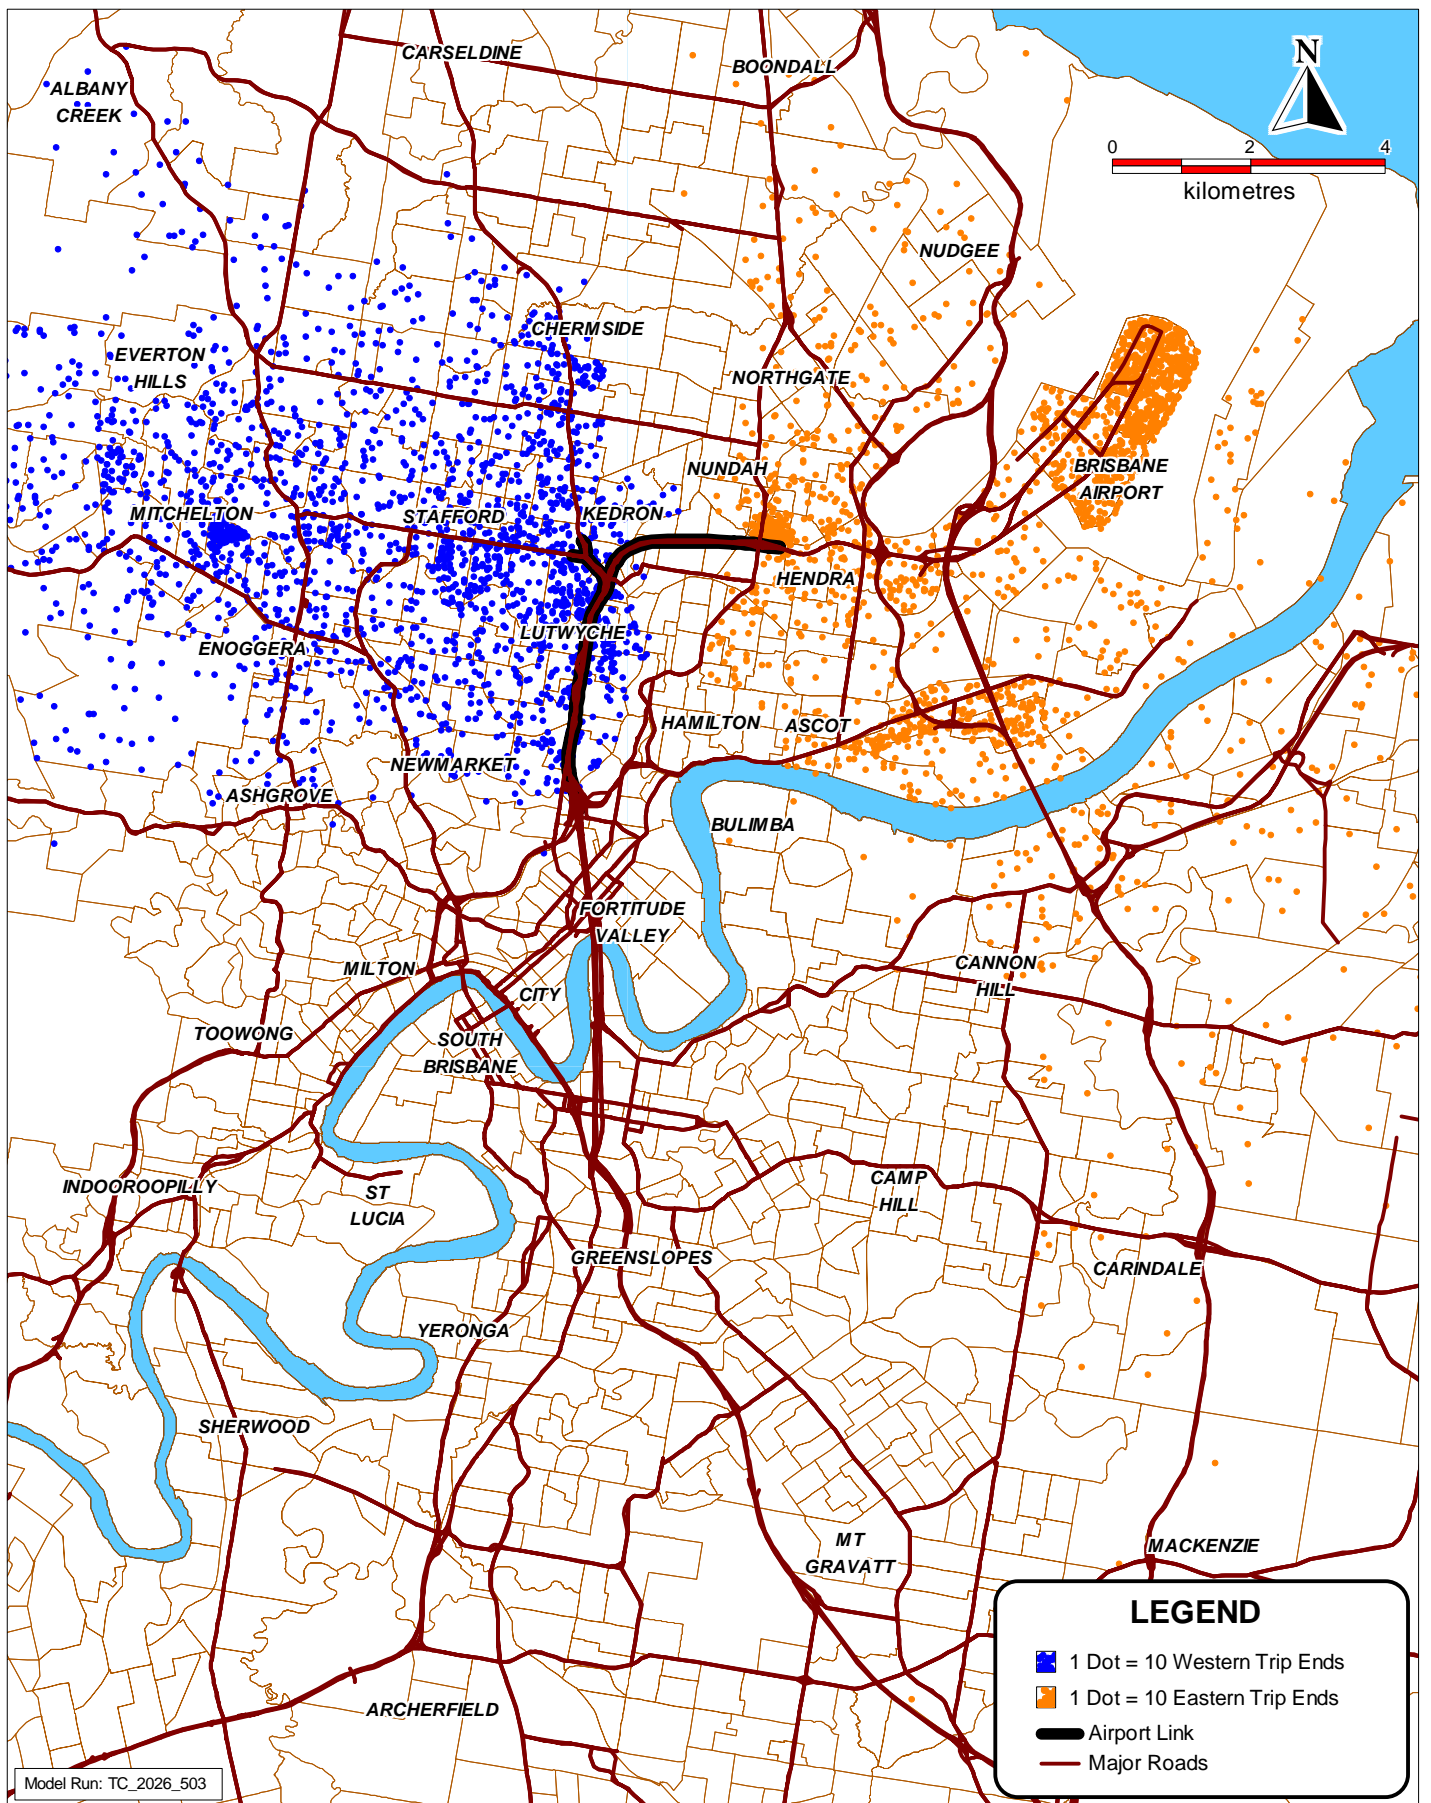 CARSELDINE
BOONDALL
N
ALBANY
CREEK
0 2 4
kilometres
NUDGEE
CHERMSIDE
EVERTON
HILLS
NORTHGATE
NUNDAH
BRISBANE
AIRPORT
MITCHELTON
STAFFORD
KEDRON
HENDRA
LUTWYCHE
ENOGGERA
HAMILTON
ASCOT
NEWMARKET
ASHGROVE
BULIMBA
FORTITUDE
VALLEY
MILTON
CANNON
HILL
CITY
TOOWONG
SOUTH
BRISBANE
INDOOROOPILLY
ST
LUCIA
CAMP
HILL
GREENSLOPES
CARINDALE
YERONGA
SHERWOOD
MT
GRAVATT
MACKENZIE
ARCHERFIELD
LEGEND
1 Dot = 10 Western Trip Ends
1 Dot = 10 Eastern Trip Ends
Airport Link
Major Roads
Model Run: TC_2026_503